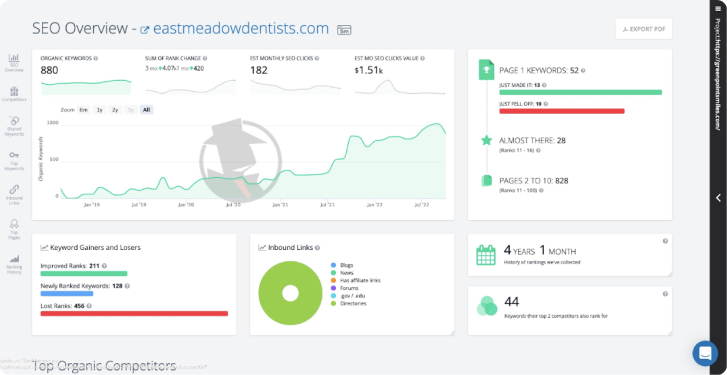 SEO Overview - eastmeadowdentists.com
EXPORT PDF
ORGANIC KEYWORDS
880
SUM OF RANK CHANGE
3 mo: +4.07k 1 mo: +420
EST MONTHLY SEO CLICKS
182
EST MO SEO CLICKS VALUE
$1.51k
Zoom 6m 1y 2y 5y All
Organic Keywords
1000
500
0
Jan '19 Jul '19 Jan '20 Jul '20 Jan '21 Jul '21 Jan '22 Jul '22
PAGE 1 KEYWORDS: 52
JUST MADE IT: 13
JUST FELL OFF: 10
ALMOST THERE: 28
(Ranks 11 - 16)
PAGES 2 TO 10: 828
(Ranks 11 - 100)
Keyword Gainers and Losers
Improved Ranks: 211
Newly Ranked Keywords: 128
Lost Ranks: 456
Inbound Links
Blogs
News
Has affiliate links
Forums
.gov / .edu
Directories
4 YEARS 1 MONTH
History of rankings we've collected
44
Keywords their top 2 competitors also rank for
Top Organic Competitors
SEO
Overview
Competitors
Shared
Keywords
Top
Keywords
Inbound
Links
Top
Pages
Ranking
History
Project: https://greenpointsmiles.com/